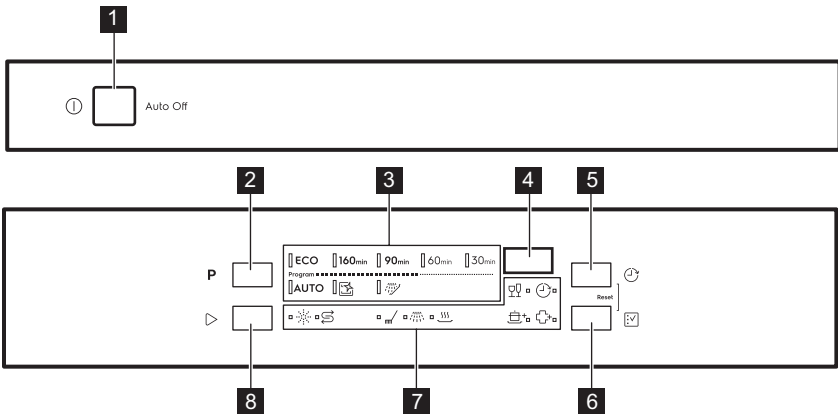 1
Auto Off
2 3 4 5
P
ECO 160min 90min 60min 30min
Program
AUTO
Reset
8 7 6